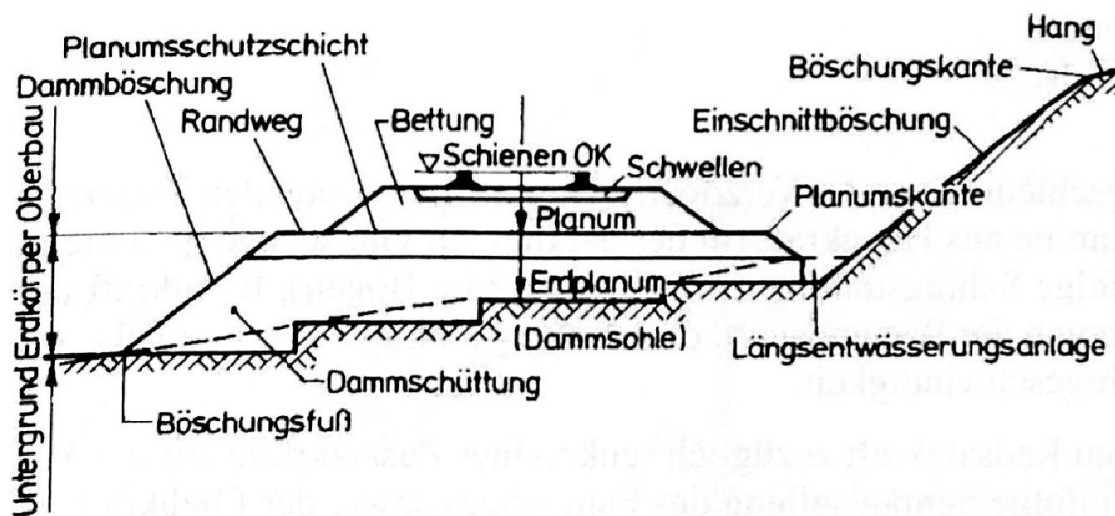 Hang
Planumsschutzschicht
Böschungskante
Dammböschung
Randweg
Bettung
Einschnittböschung
Schienen OK
Schwellen
Planumskante
Planum
Erdplanum
(Dammsohle)
Längsentwässerungsanlage
Dammschüttung
Böschungsfuß
Untergrund Erdkörper Oberbau